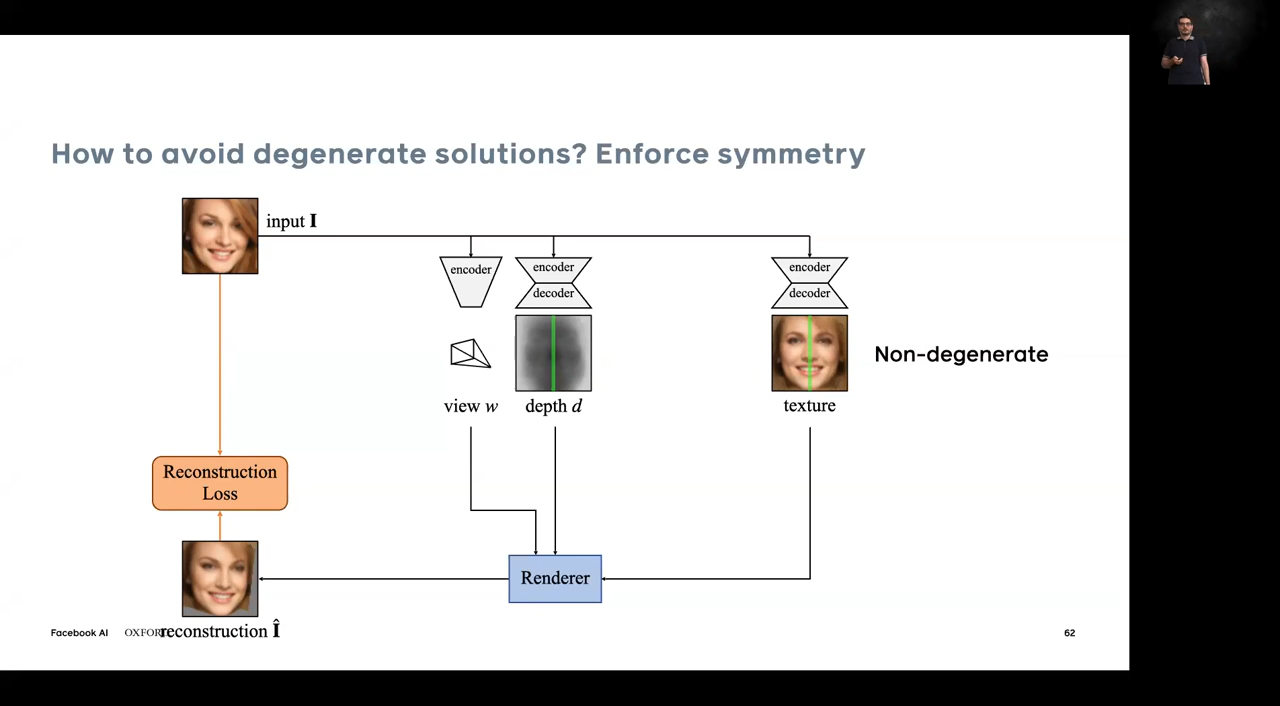 How to avoid degenerate solutions? Enforce symmetry
input I
encoder
encoder
decoder
encoder
decoder
Non-degenerate
view w
depth d
texture
Reconstruction
Loss
Renderer
reconstruction Î
Facebook AI
62